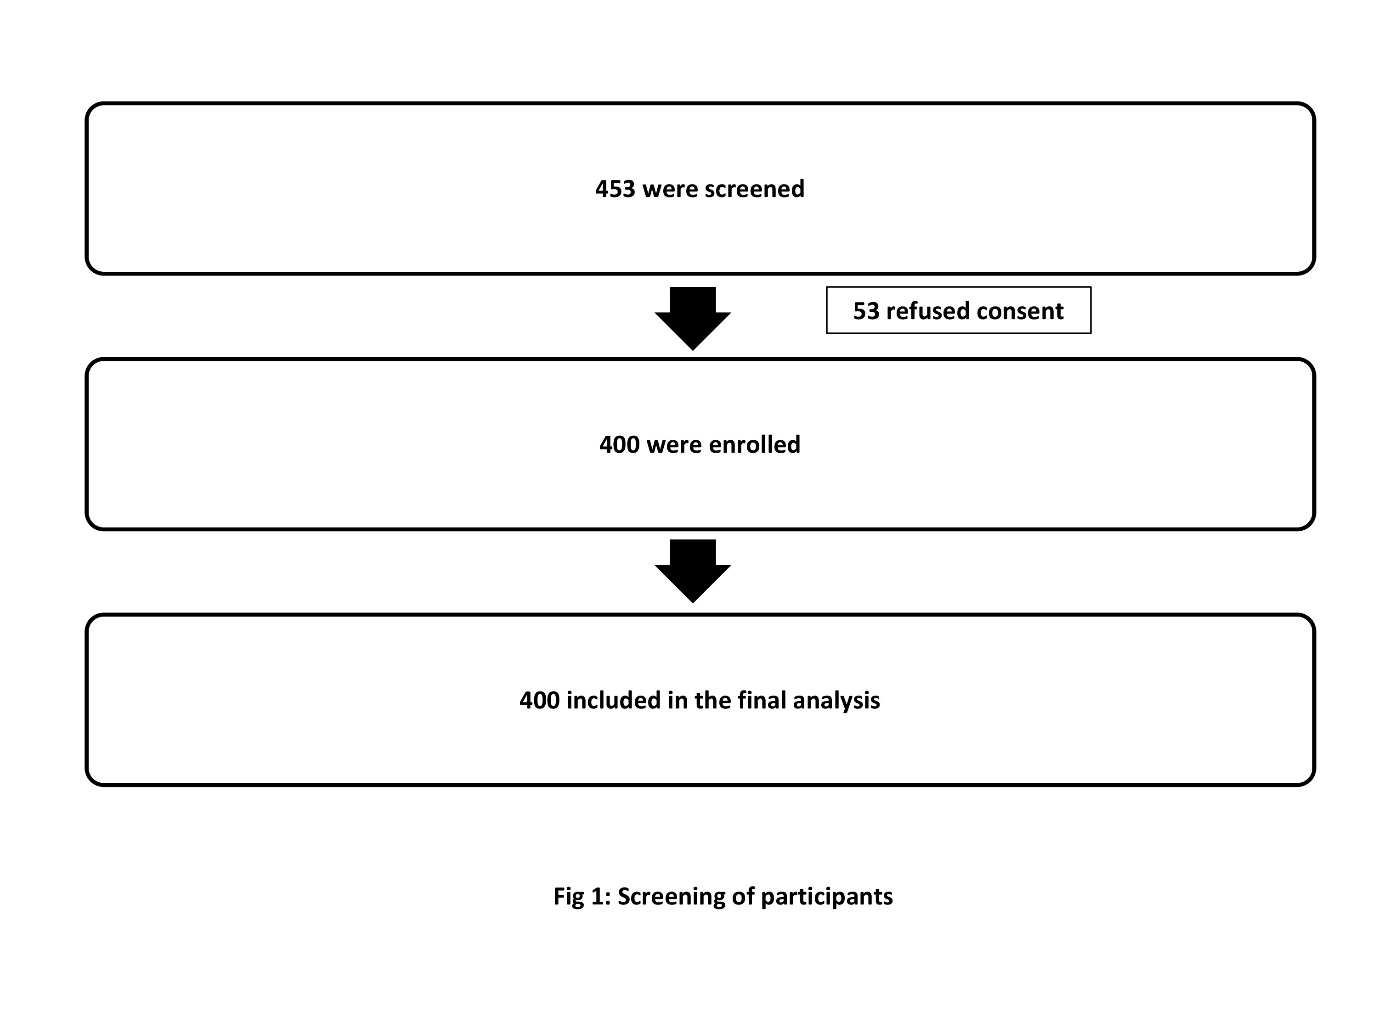 453 were screened
53 refused consent
400 were enrolled
400 included in the final analysis
Fig 1: Screening of participants